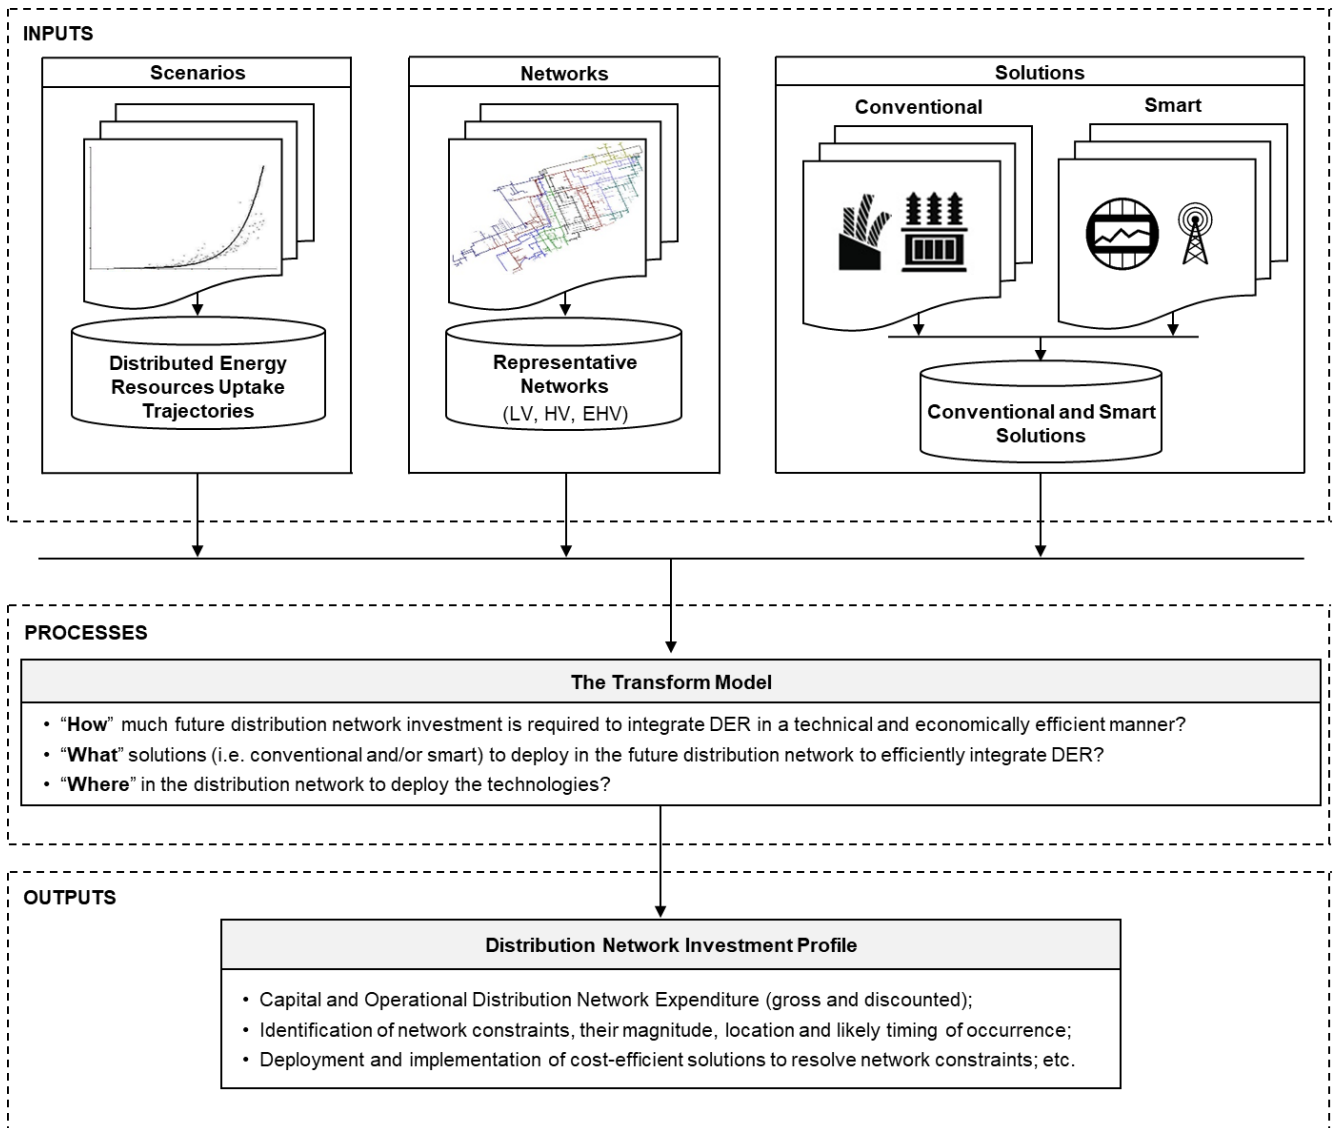 INPUTS
Scenarios
Distributed Energy
Resources Uptake
Trajectories
Networks
Representative
Networks
(LV, HV, EHV)
Solutions
Conventional
Smart
Conventional and Smart
Solutions
PROCESSES
The Transform Model
• “How” much future distribution network investment is required to integrate DER in a technical and economically efficient manner?
• “What” solutions (i.e. conventional and/or smart) to deploy in the future distribution network to efficiently integrate DER?
• “Where” in the distribution network to deploy the technologies?
OUTPUTS
Distribution Network Investment Profile
• Capital and Operational Distribution Network Expenditure (gross and discounted);
• Identification of network constraints, their magnitude, location and likely timing of occurrence;
• Deployment and implementation of cost-efficient solutions to resolve network constraints; etc.